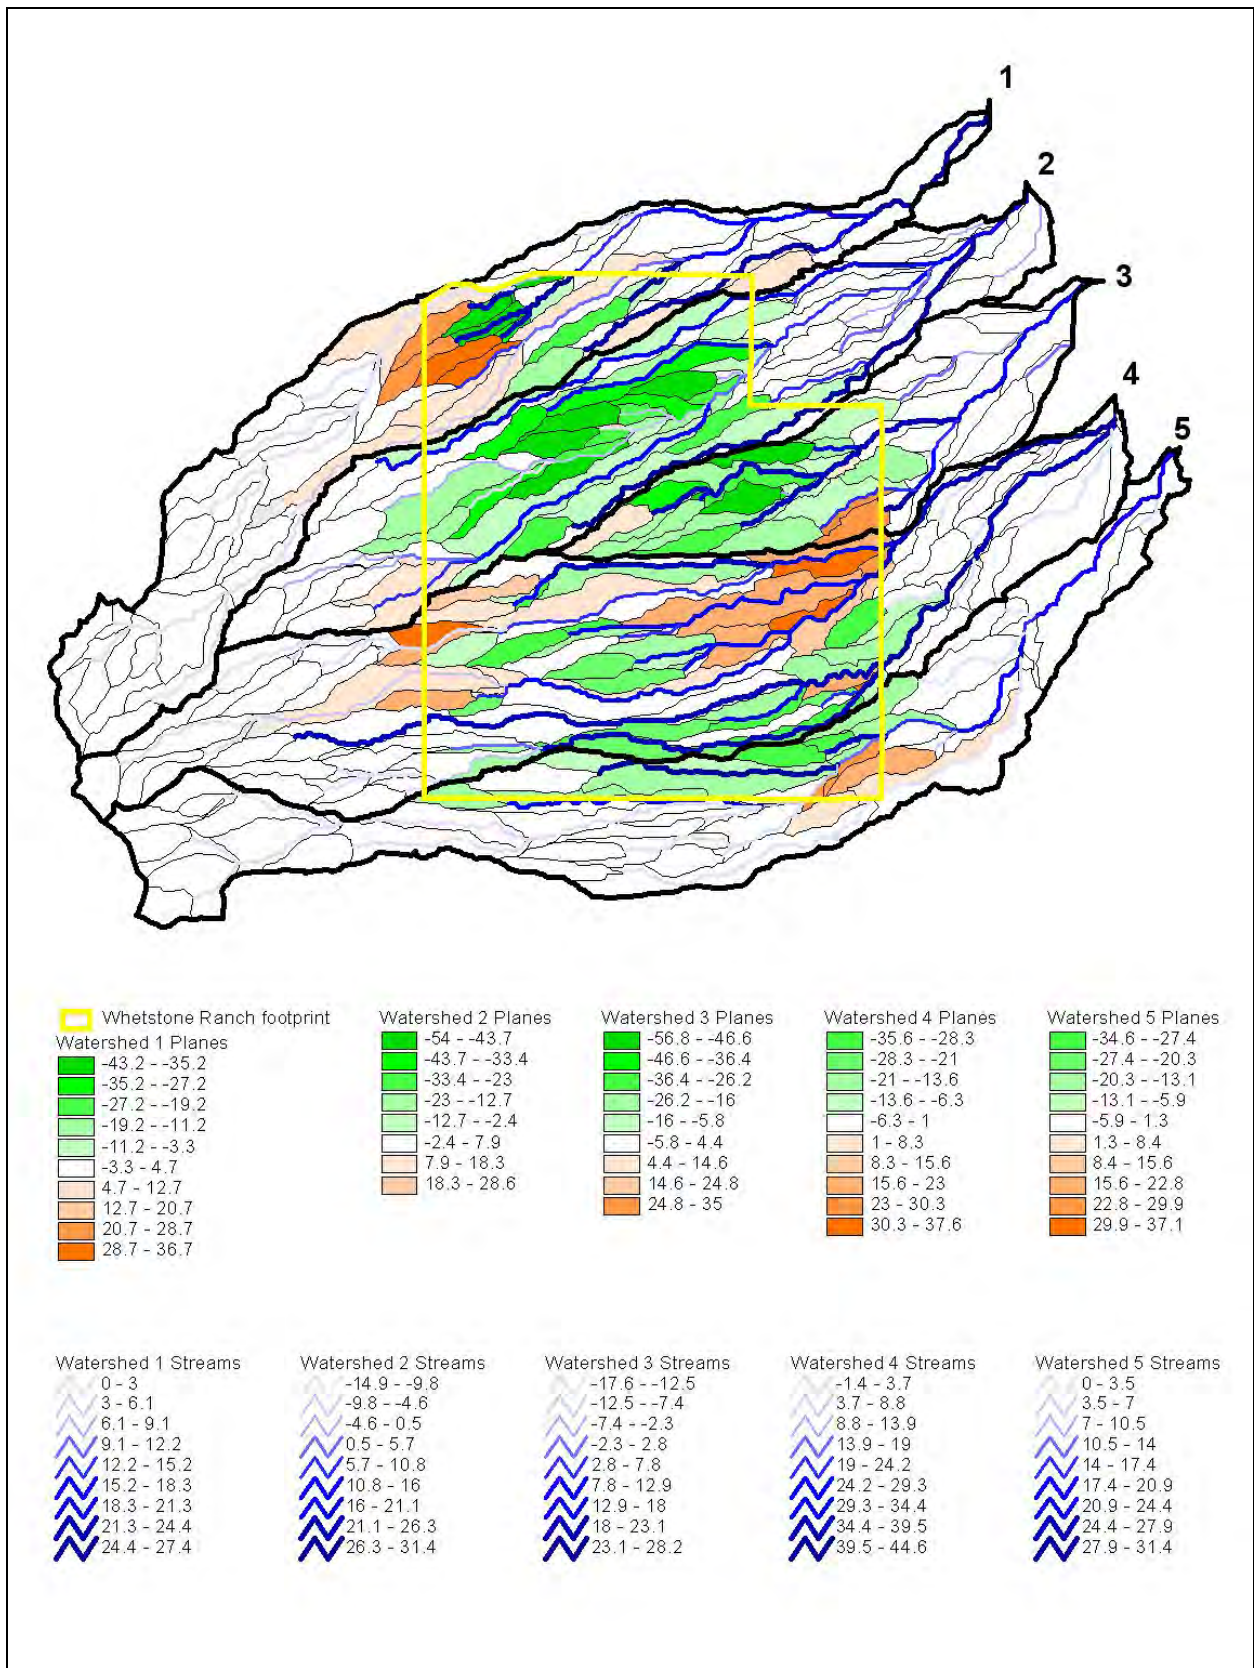 1
2
3
4
5
Whetstone Ranch footprint
Watershed 1 Planes
-43.2 - -35.2
-35.2 - -27.2
-27.2 - -19.2
-19.2 - -11.2
-11.2 - -3.3
-3.3 - 4.7
4.7 - 12.7
12.7 - 20.7
20.7 - 28.7
28.7 - 36.7
Watershed 2 Planes
-54 - -43.7
-43.7 - -33.4
-33.4 - -23
-23 - -12.7
-12.7 - -2.4
-2.4 - 7.9
7.9 - 18.3
18.3 - 28.6
Watershed 3 Planes
-56.8 - -46.6
-46.6 - -36.4
-36.4 - -26.2
-26.2 - -16
-16 - -5.8
-5.8 - 4.4
4.4 - 14.6
14.6 - 24.8
24.8 - 35
Watershed 4 Planes
-35.6 - -28.3
-28.3 - -21
-21 - -13.6
-13.6 - -6.3
-6.3 - 1
1 - 8.3
8.3 - 15.6
15.6 - 23
23 - 30.3
30.3 - 37.6
Watershed 5 Planes
-34.6 - -27.4
-27.4 - -20.3
-20.3 - -13.1
-13.1 - -5.9
-5.9 - 1.3
1.3 - 8.4
8.4 - 15.6
15.6 - 22.8
22.8 - 29.9
29.9 - 37.1
Watershed 1 Streams
0 - 3
3 - 6.1
6.1 - 9.1
9.1 - 12.2
12.2 - 15.2
15.2 - 18.3
18.3 - 21.3
21.3 - 24.4
24.4 - 27.4
Watershed 2 Streams
-14.9 - -9.8
-9.8 - -4.6
-4.6 - 0.5
0.5 - 5.7
5.7 - 10.8
10.8 - 16
16 - 21.1
21.1 - 26.3
26.3 - 31.4
Watershed 3 Streams
-17.6 - -12.5
-12.5 - -7.4
-7.4 - -2.3
-2.3 - 2.8
2.8 - 7.8
7.8 - 12.9
12.9 - 18
18 - 23.1
23.1 - 28.2
Watershed 4 Streams
-1.4 - 3.7
3.7 - 8.8
8.8 - 13.9
13.9 - 19
19 - 24.2
24.2 - 29.3
29.3 - 34.4
34.4 - 39.5
39.5 - 44.6
Watershed 5 Streams
0 - 3.5
3.5 - 7
7 - 10.5
10.5 - 14
14 - 17.4
17.4 - 20.9
20.9 - 24.4
24.4 - 27.9
27.9 - 31.4